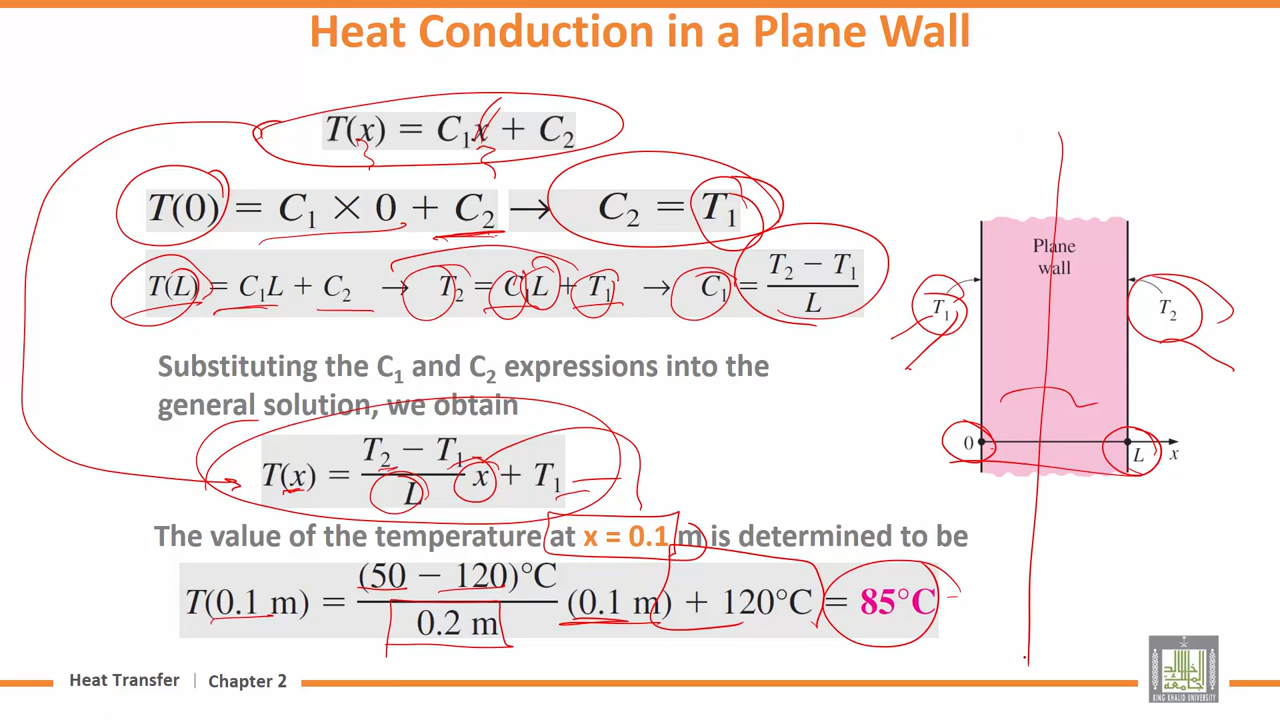 Heat Conduction in a Plane Wall
T(x) = C₁x + C₂
T(0) = C₁ × 0 + C₂ → C₂ = T₁
T(L) = C₁L + C₂ → T₂ = C₁L + T₁ → C₁ = (T₂ − T₁)/L
Plane
wall
T₁
T₂
0
L
x
Substituting the C₁ and C₂ expressions into the
general solution, we obtain
T(x) = (T₂ − T₁)/L x + T₁
The value of the temperature at x = 0.1 m is determined to be
T(0.1 m) = (50 − 120)°C/0.2 m (0.1 m) + 120°C = 85°C
Heat Transfer | Chapter 2
KING KHALID UNIVERSITY